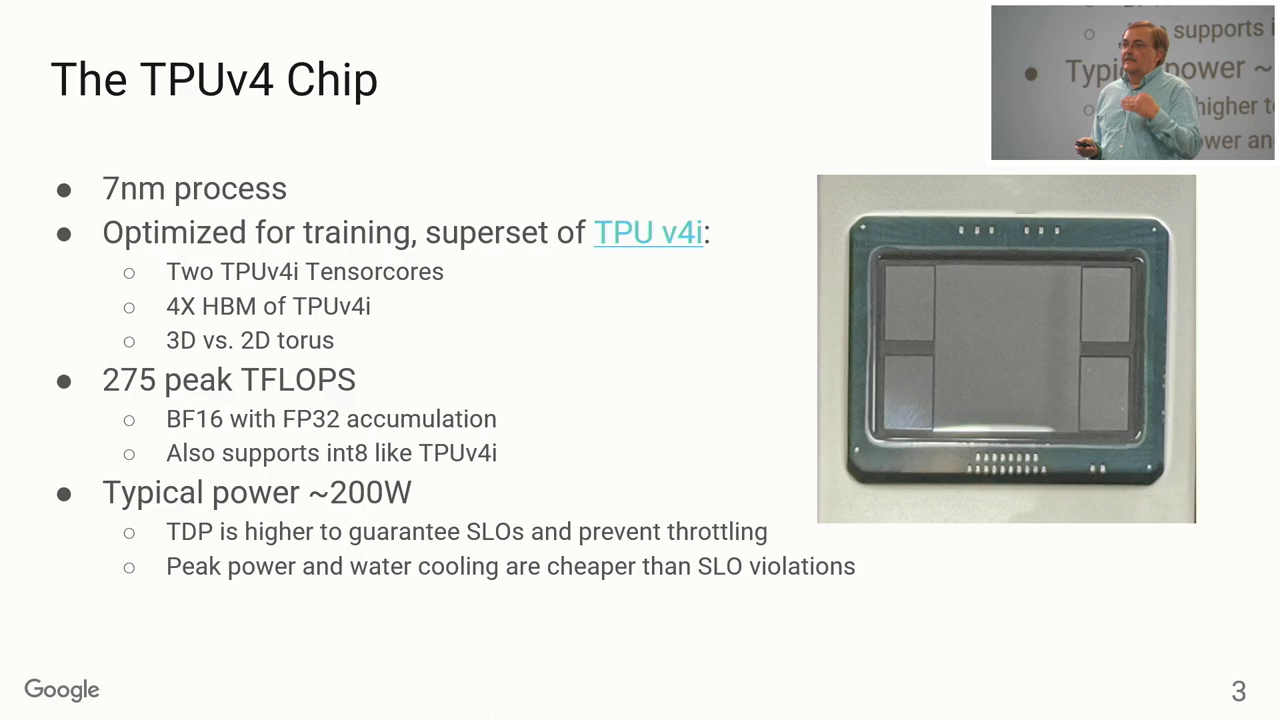 The TPUv4 Chip
● 7nm process
● Optimized for training, superset of TPU v4i:
○ Two TPUv4i Tensorcores
○ 4X HBM of TPUv4i
○ 3D vs. 2D torus
● 275 peak TFLOPS
○ BF16 with FP32 accumulation
○ Also supports int8 like TPUv4i
● Typical power ~200W
○ TDP is higher to guarantee SLOs and prevent throttling
○ Peak power and water cooling are cheaper than SLO violations
supports
power ~
higher
Google
3